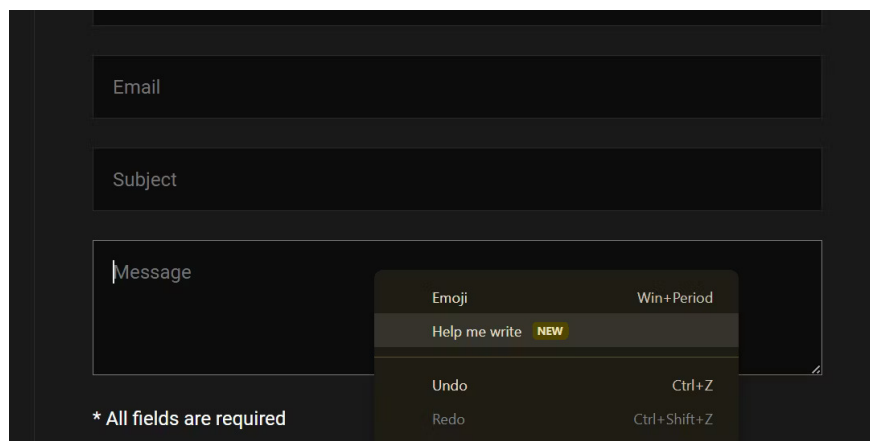 Email
Subject
Message
Emoji Win+Period
Help me write NEW
Undo Ctrl+Z
* All fields are required
Redo Ctrl+Shift+Z